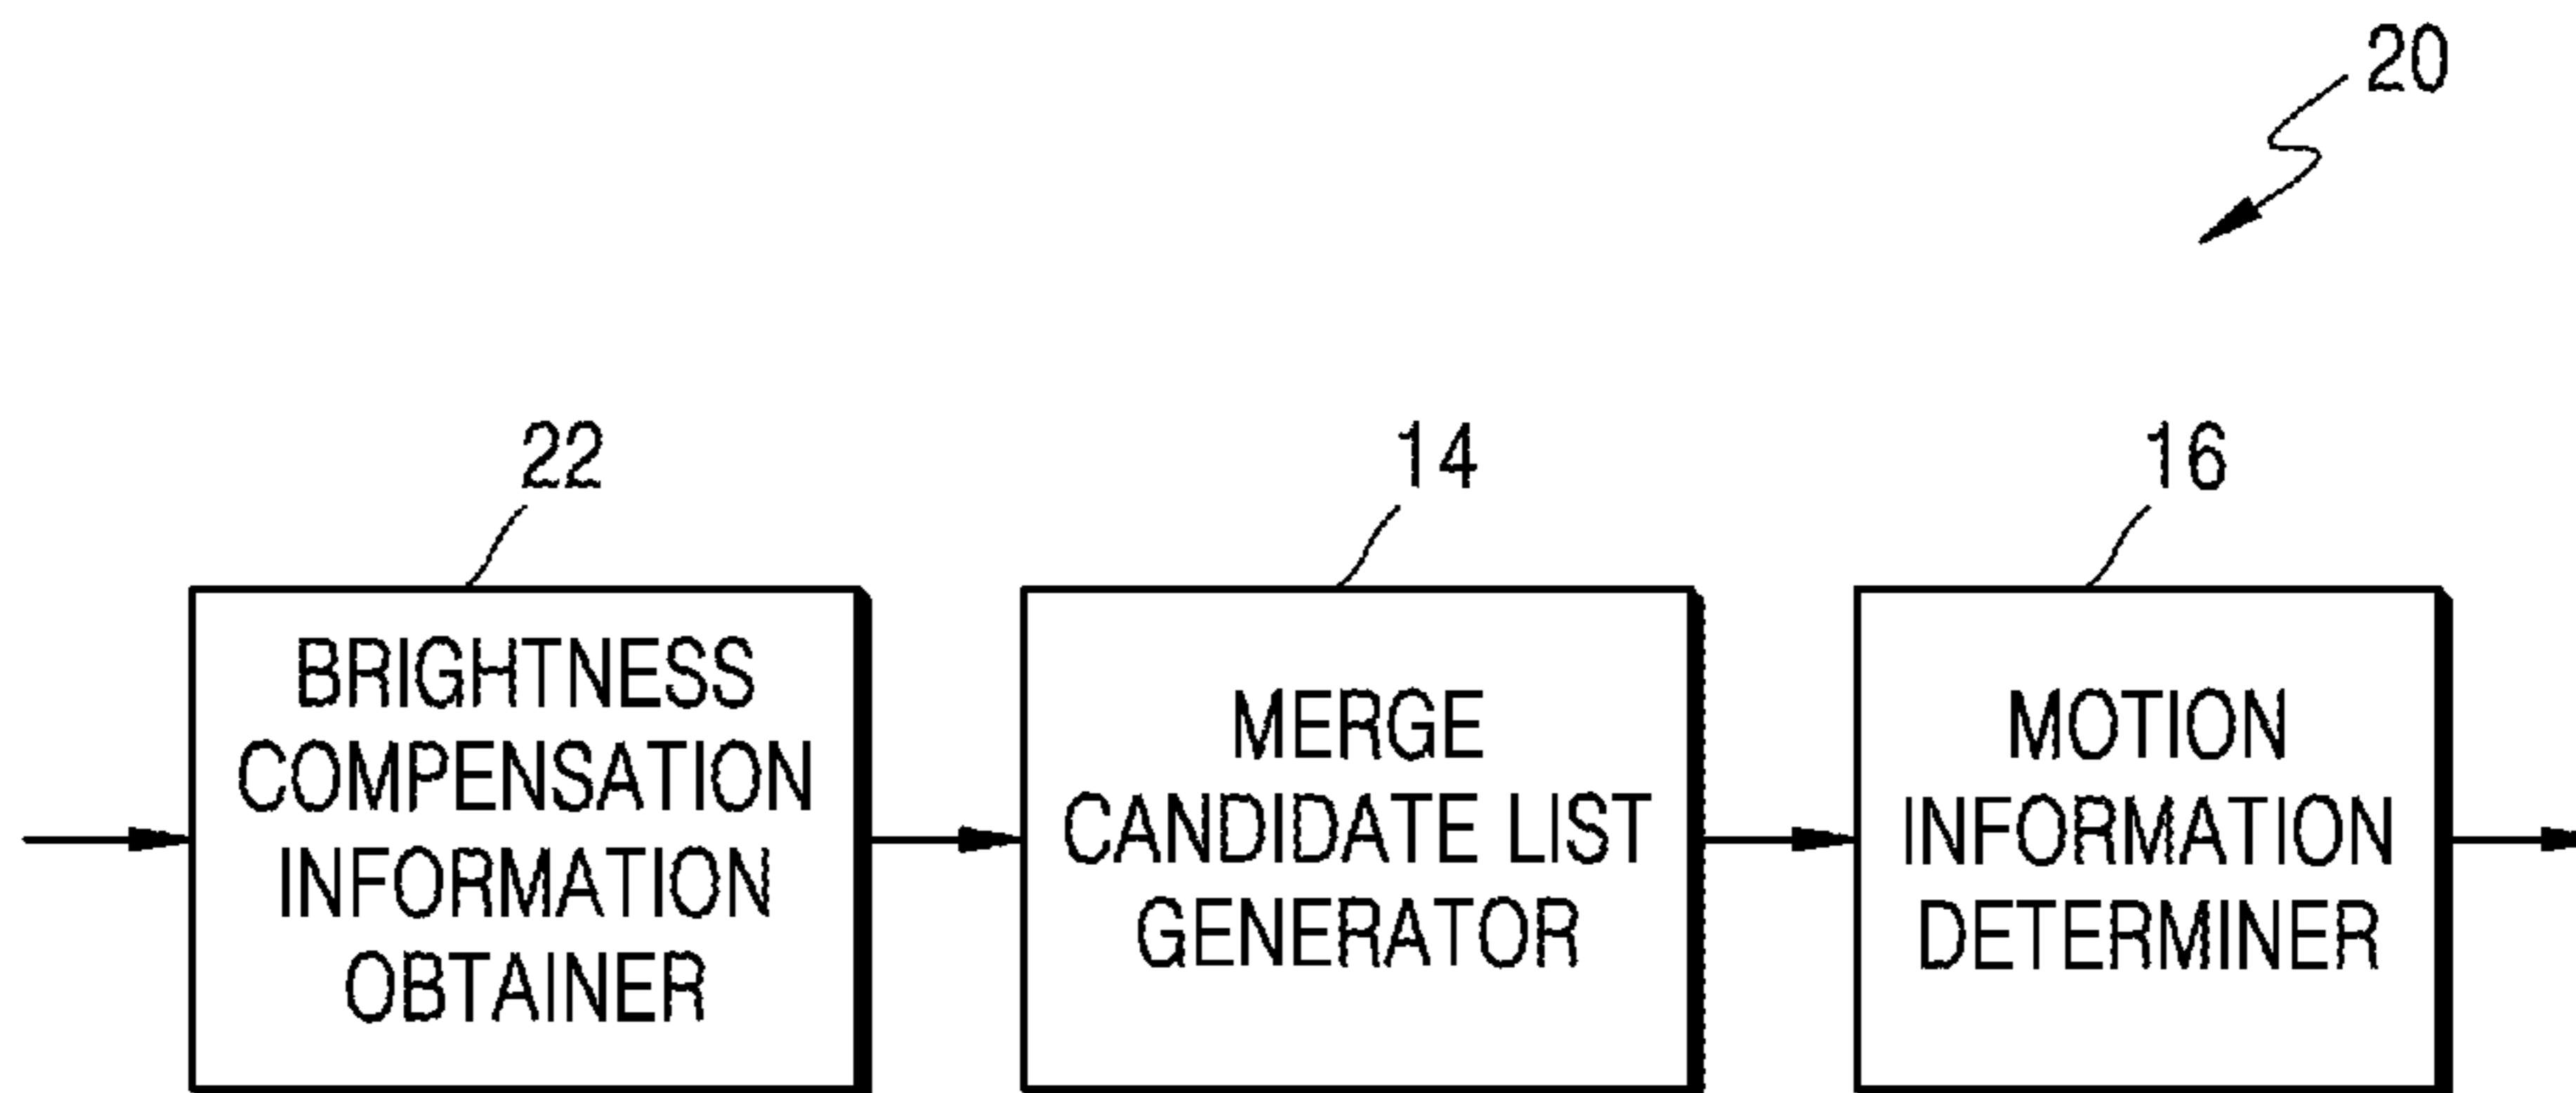 20
22
14
16
BRIGHTNESS
COMPENSATION
INFORMATION
OBTAINER
MERGE
CANDIDATE LIST
GENERATOR
MOTION
INFORMATION
DETERMINER